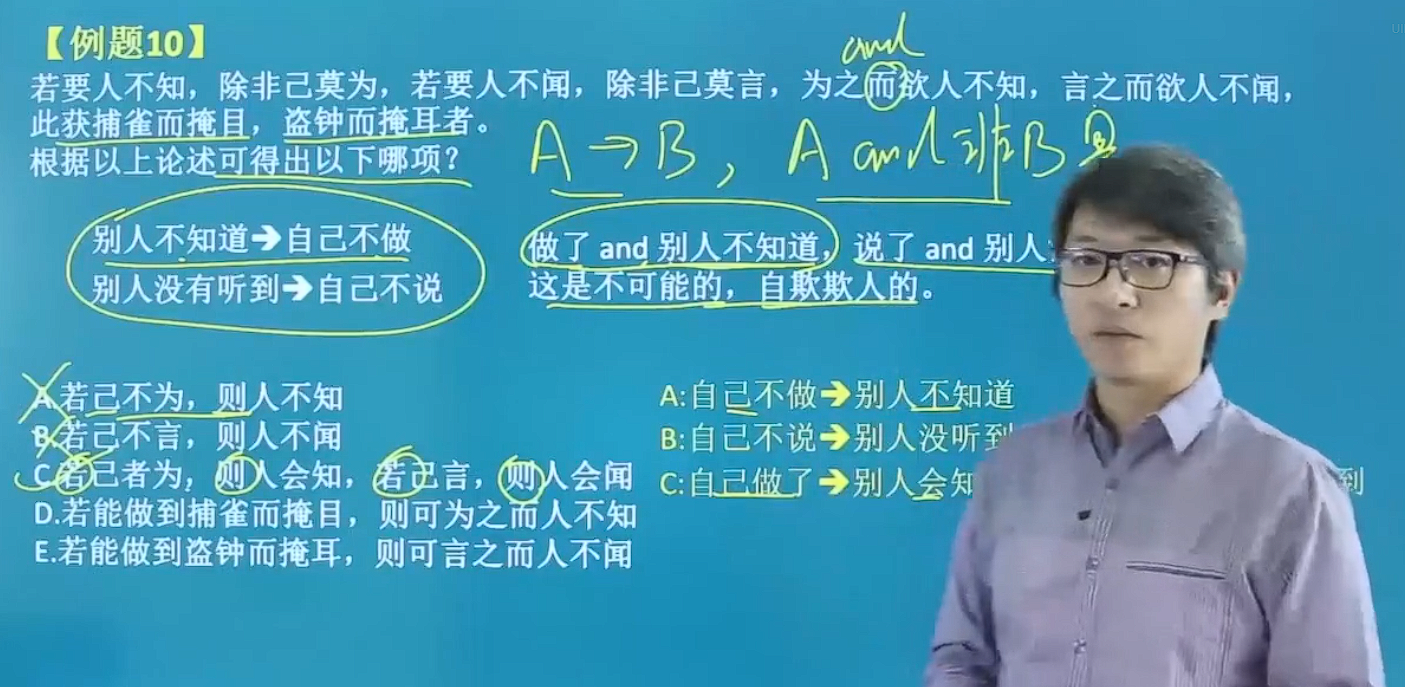 【例题10】
and
若要人不知，除非己莫为，若要人不闻，除非己莫言，为之而欲人不知，言之而欲人不闻，
此获捕雀而掩目，盗钟而掩耳者。
根据以上论述可得出以下哪项？
A → B， A and 非B
别人不知道➔自己不做
别人没有听到➔自己不说
做了 and 别人不知道，说了 and 别人
这是不可能的，自欺欺人的。
A.若己不为，则人不知
B.若己不言，则人不闻
C.若己者为，则人会知，若己言，则人会闻
D.若能做到捕雀而掩目，则可为之而人不知
E.若能做到盗钟而掩耳，则可言之而人不闻
A:自己不做➔别人不知道
B:自己不说➔别人没听到
C:自己做了➔别人会知 到